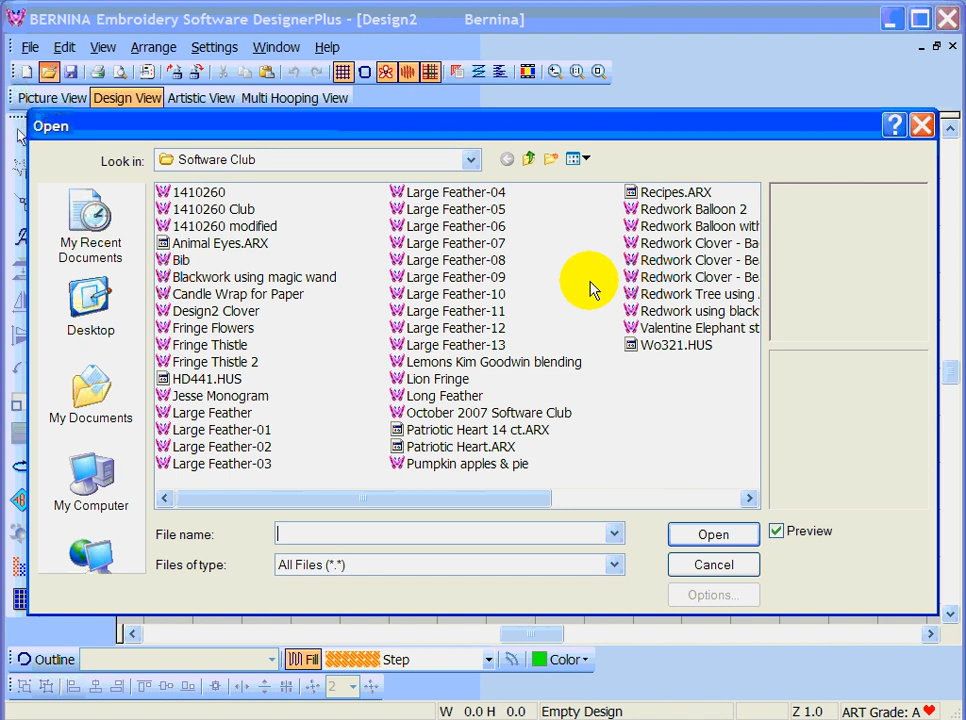 BERNINA Embroidery Software DesignerPlus - [Design2 Bernina]
File Edit View Arrange Settings Window Help
Picture View Design View Artistic View Multi Hooping View
Open
Look in: Software Club
My Recent Documents
Desktop
My Documents
My Computer
1410260
1410260 Club
1410260 modified
Animal Eyes.ARX
Bib
Blackwork using magic wand
Candle Wrap for Paper
Design2 Clover
Fringe Flowers
Fringe Thistle
Fringe Thistle 2
HD441.HUS
Jesse Monogram
Large Feather
Large Feather-01
Large Feather-02
Large Feather-03
Large Feather-04
Large Feather-05
Large Feather-06
Large Feather-07
Large Feather-08
Large Feather-09
Large Feather-10
Large Feather-11
Large Feather-12
Large Feather-13
Lemons Kim Goodwin blending
Lion Fringe
Long Feather
October 2007 Software Club
Patriotic Heart 14 ct.ARX
Patriotic Heart.ARX
Pumpkin apples & pie
Recipes.ARX
Redwork Balloon 2
Redwork Balloon with
Redwork Clover - Ba
Redwork Clover - Be
Redwork Clover - Be
Redwork Tree using
Redwork using black
Valentine Elephant st
Wo321.HUS
File name: Open Preview
Files of type: All Files (*.*) Cancel
Options...
Outline Fill Step Color
2
W 0.0 H 0.0 Empty Design Z 1.0 ART Grade: A